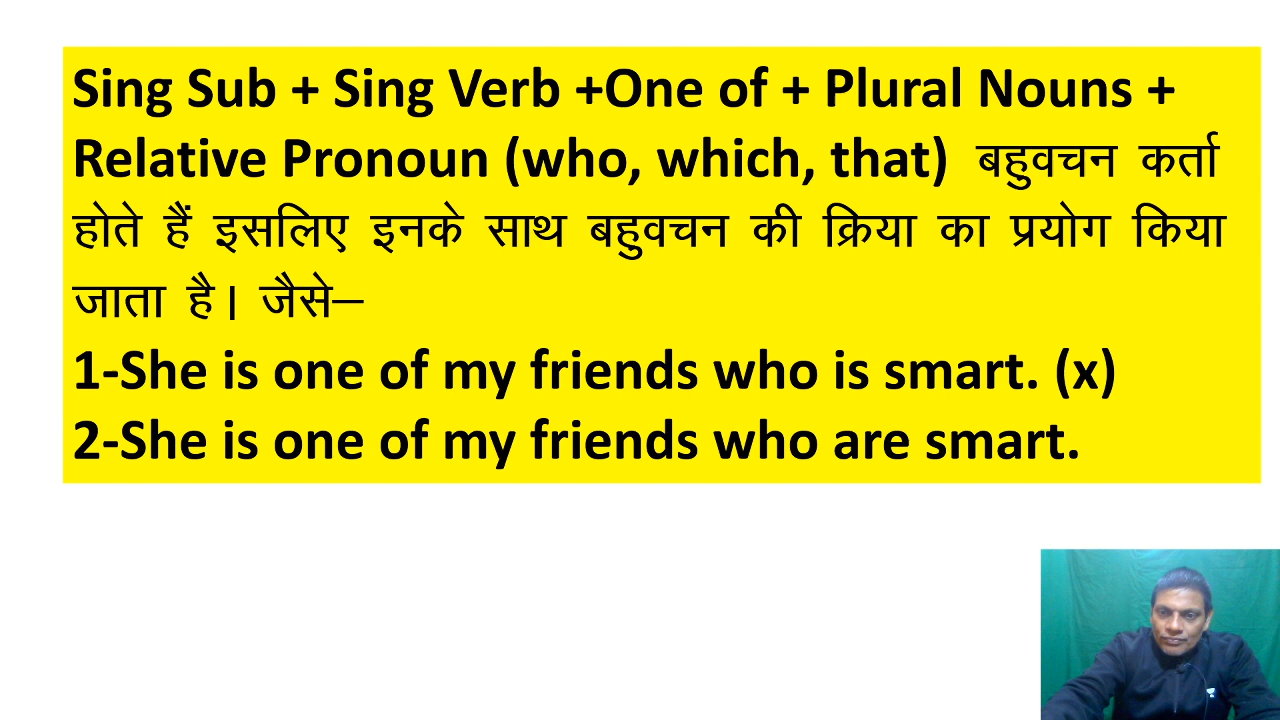 Sing Sub + Sing Verb +One of + Plural Nouns +
Relative Pronoun (who, which, that) बहुवचन कर्ता
होते हैं इसलिए इनके साथ बहुवचन की क्रिया का प्रयोग किया
जाता है। जैसे–
1-She is one of my friends who is smart. (x)
2-She is one of my friends who are smart.